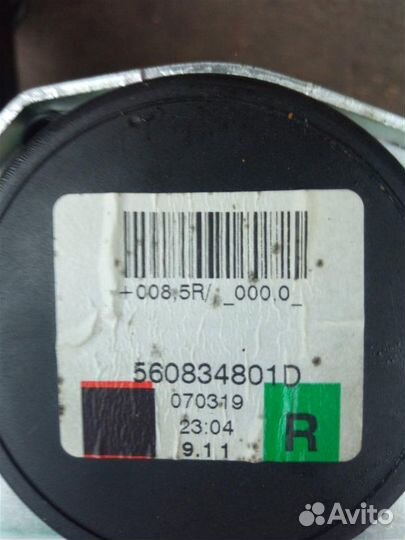 +008,5R/ _000,0_
560834801D
070319
23:04
9.11
R
Avito